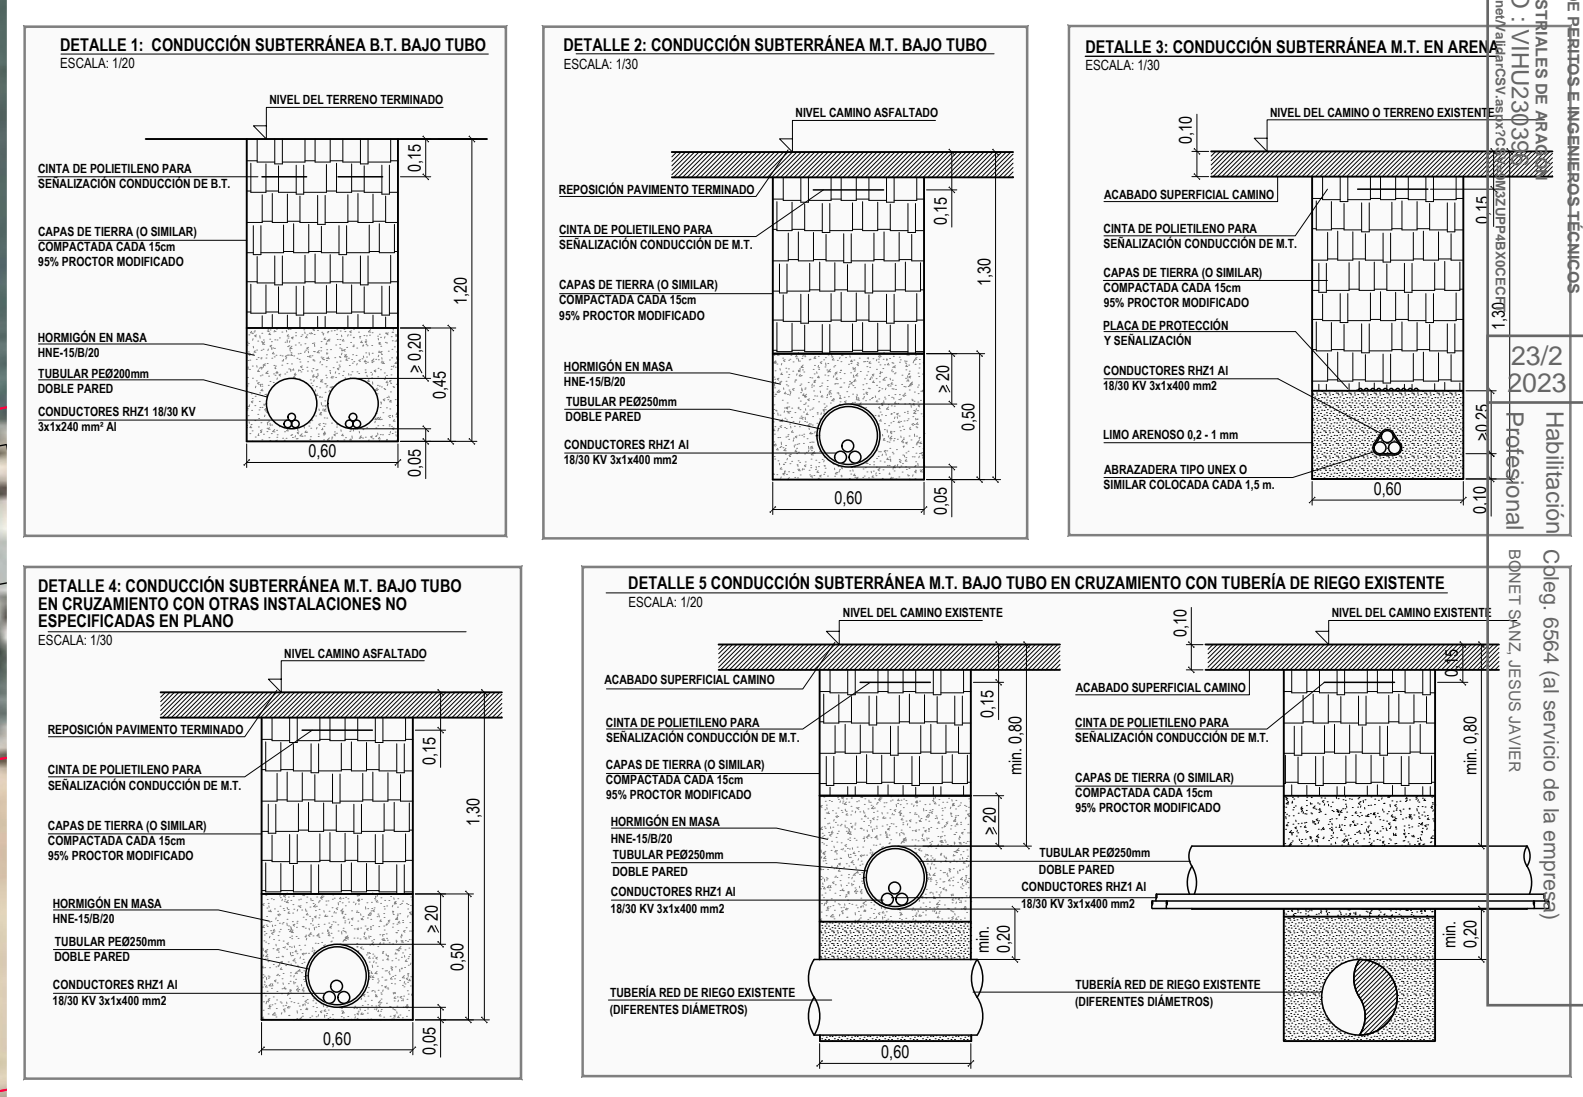 DETALLE 1: CONDUCCIÓN SUBTERRÁNEA B.T. BAJO TUBO
ESCALA: 1/20
NIVEL DEL TERRENO TERMINADO
0,15
CINTA DE POLIETILENO PARA
SEÑALIZACIÓN CONDUCCIÓN DE B.T.
CAPAS DE TIERRA (O SIMILAR)
COMPACTADA CADA 15cm
95% PROCTOR MODIFICADO
1,20
HORMIGÓN EN MASA
HNE-15/B/20
≥ 0,20
TUBULAR PEØ200mm
DOBLE PARED
0,45
CONDUCTORES RHZ1 18/30 KV
3x1x240 mm² Al
0,60
0,05
DETALLE 2: CONDUCCIÓN SUBTERRÁNEA M.T. BAJO TUBO
ESCALA: 1/30
NIVEL CAMINO ASFALTADO
REPOSICIÓN PAVIMENTO TERMINADO
0,15
CINTA DE POLIETILENO PARA
SEÑALIZACIÓN CONDUCCIÓN DE M.T.
1,30
CAPAS DE TIERRA (O SIMILAR)
COMPACTADA CADA 15cm
95% PROCTOR MODIFICADO
HORMIGÓN EN MASA
HNE-15/B/20
≥ 20
TUBULAR PEØ250mm
DOBLE PARED
0,50
CONDUCTORES RHZ1 Al
18/30 KV 3x1x400 mm2
0,60
0,05
DETALLE 3: CONDUCCIÓN SUBTERRÁNEA M.T. EN ARENA
ESCALA: 1/30
NIVEL DEL CAMINO O TERRENO EXISTENTE
0,10
ACABADO SUPERFICIAL CAMINO
0,15
CINTA DE POLIETILENO PARA
SEÑALIZACIÓN CONDUCCIÓN DE M.T.
CAPAS DE TIERRA (O SIMILAR)
COMPACTADA CADA 15cm
95% PROCTOR MODIFICADO
1,30
PLACA DE PROTECCIÓN
Y SEÑALIZACIÓN
CONDUCTORES RHZ1 Al
18/30 KV 3x1x400 mm2
≥0,25
LIMO ARENOSO 0,2 - 1 mm
ABRAZADERA TIPO UNEX O
SIMILAR COLOCADA CADA 1,5 m.
0,60
0,10
DETALLE 4: CONDUCCIÓN SUBTERRÁNEA M.T. BAJO TUBO
EN CRUZAMIENTO CON OTRAS INSTALACIONES NO
ESPECIFICADAS EN PLANO
ESCALA: 1/30
NIVEL CAMINO ASFALTADO
REPOSICIÓN PAVIMENTO TERMINADO
0,15
CINTA DE POLIETILENO PARA
SEÑALIZACIÓN CONDUCCIÓN DE M.T.
1,30
CAPAS DE TIERRA (O SIMILAR)
COMPACTADA CADA 15cm
95% PROCTOR MODIFICADO
HORMIGÓN EN MASA
HNE-15/B/20
≥ 20
TUBULAR PEØ250mm
DOBLE PARED
0,50
CONDUCTORES RHZ1 Al
18/30 KV 3x1x400 mm2
0,60
0,05
DETALLE 5 CONDUCCIÓN SUBTERRÁNEA M.T. BAJO TUBO EN CRUZAMIENTO CON TUBERÍA DE RIEGO EXISTENTE
ESCALA: 1/20
NIVEL DEL CAMINO EXISTENTE
ACABADO SUPERFICIAL CAMINO
0,15
CINTA DE POLIETILENO PARA
SEÑALIZACIÓN CONDUCCIÓN DE M.T.
min. 0,80
CAPAS DE TIERRA (O SIMILAR)
COMPACTADA CADA 15cm
95% PROCTOR MODIFICADO
HORMIGÓN EN MASA
HNE-15/B/20
≥ 20
TUBULAR PEØ250mm
DOBLE PARED
CONDUCTORES RHZ1 Al
18/30 KV 3x1x400 mm2
min.
0,20
TUBERÍA RED DE RIEGO EXISTENTE
(DIFERENTES DIÁMETROS)
0,60
NIVEL DEL CAMINO EXISTENTE
0,10
0,15
ACABADO SUPERFICIAL CAMINO
CINTA DE POLIETILENO PARA
SEÑALIZACIÓN CONDUCCIÓN DE M.T.
min. 0,80
CAPAS DE TIERRA (O SIMILAR)
COMPACTADA CADA 15cm
95% PROCTOR MODIFICADO
TUBULAR PEØ250mm
DOBLE PARED
CONDUCTORES RHZ1 Al
18/30 KV 3x1x400 mm2
min.
0,20
TUBERÍA RED DE RIEGO EXISTENTE
(DIFERENTES DIÁMETROS)
DE PERITOS E INGENIEROS TÉCNICOS
STRIALES DE ARAGÓN
: VIHU230396
23/2
2023
Habilitación Coleg. 6564 (al servicio de la empresa)
Profesional BONET SANZ, JESUS JAVIER